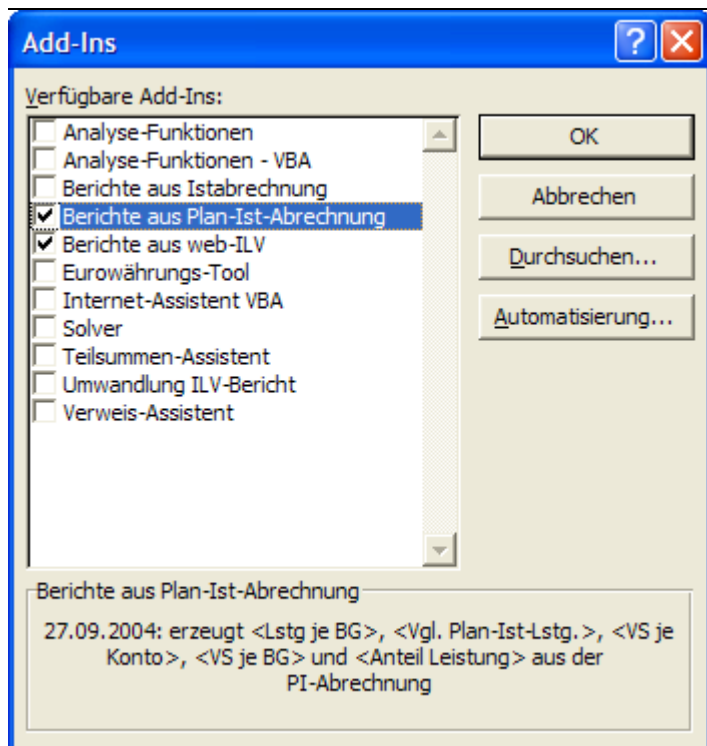 Add-Ins
Verfügbare Add-Ins:
Analyse-Funktionen
Analyse-Funktionen - VBA
Berichte aus Istabrechnung
Berichte aus Plan-Ist-Abrechnung
Berichte aus web-ILV
Eurowährungs-Tool
Internet-Assistent VBA
Solver
Teilsummen-Assistent
Umwandlung ILV-Bericht
Verweis-Assistent
OK
Abbrechen
Durchsuchen...
Automatisierung...
Berichte aus Plan-Ist-Abrechnung
27.09.2004: erzeugt <Lstg je BG>, <Vgl. Plan-Ist-Lstg.>, <VS je
Konto>, <VS je BG> und <Anteil Leistung> aus der
PI-Abrechnung